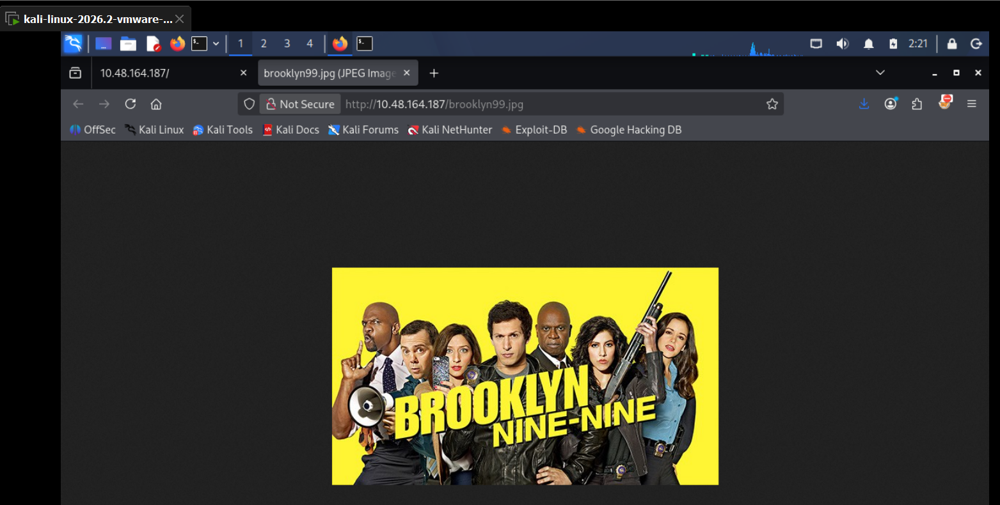 kali-linux-2026.2-vmware-...
1 2 3 4 2:21
10.48.164.187/ brooklyn99.jpg (JPEG Image
Not Secure http://10.48.164.187/brooklyn99.jpg
OffSec Kali Linux Kali Tools Kali Docs Kali Forums Kali NetHunter Exploit-DB Google Hacking DB
BROOKLYN
NINE-NINE